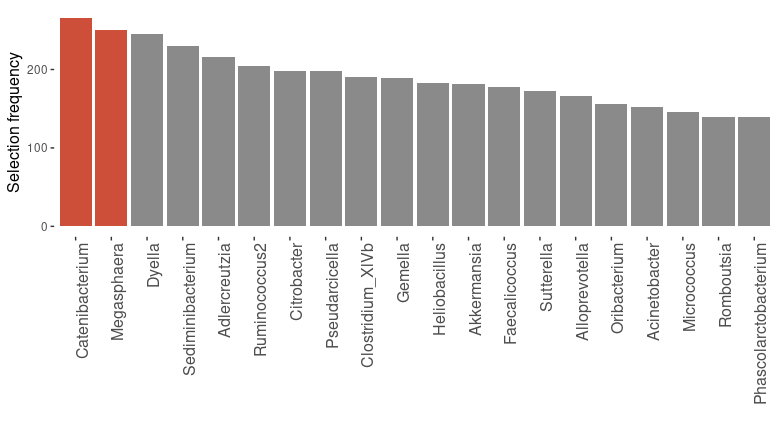 Selection frequency
200
100
0
Catenibacterium
Megasphaera
Dyella
Sediminibacterium
Adlercreutzia
Ruminococcus2
Citrobacter
Pseudarcicella
Clostridium_XIVb
Gemella
Heliobacillus
Akkermansia
Faecalicoccus
Sutterella
Alloprevotella
Oribacterium
Acinetobacter
Micrococcus
Romboutsia
Phascolarctobacterium